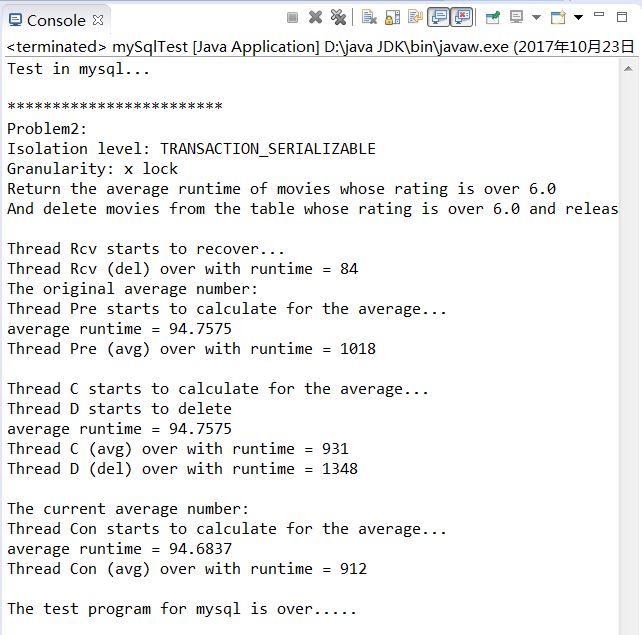 Console
<terminated> mySqlTest [Java Application] D:\java JDK\bin\javaw.exe (2017年10月23日
Test in mysql...
************************
Problem2:
Isolation level: TRANSACTION_SERIALIZABLE
Granularity: x lock
Return the average runtime of movies whose rating is over 6.0
And delete movies from the table whose rating is over 6.0 and releas
Thread Rcv starts to recover...
Thread Rcv (del) over with runtime = 84
The original average number:
Thread Pre starts to calculate for the average...
average runtime = 94.7575
Thread Pre (avg) over with runtime = 1018
Thread C starts to calculate for the average...
Thread D starts to delete
average runtime = 94.7575
Thread C (avg) over with runtime = 931
Thread D (del) over with runtime = 1348
The current average number:
Thread Con starts to calculate for the average...
average runtime = 94.6837
Thread Con (avg) over with runtime = 912
The test program for mysql is over.....